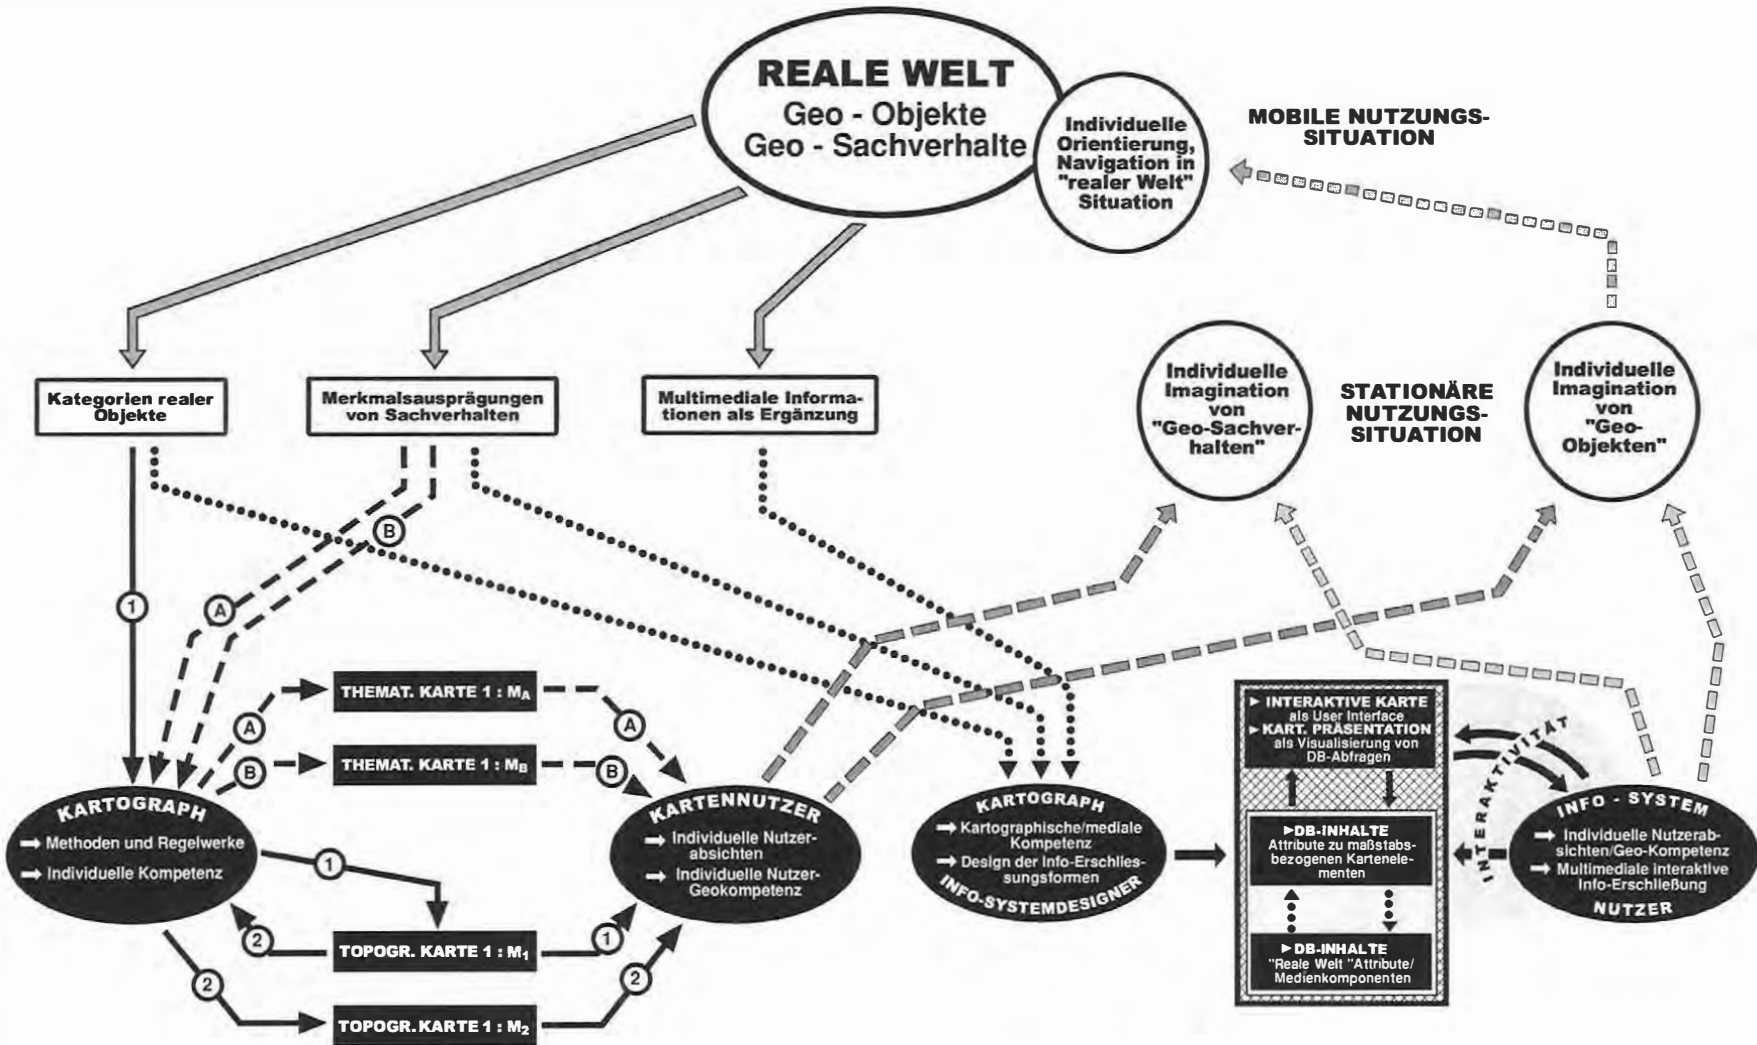 REALE WELT
Geo - Objekte
Geo - Sachverhalte
Individuelle
Orientierung,
Navigation in
"realer Welt"
Situation
MOBILE NUTZUNGS-
SITUATION
Kategorien realer
Objekte
Merkmalsausprägungen
von Sachverhalten
Multimediale Informa-
tionen als Ergänzung
Individuelle
Imagination
von
"Geo-Sachver-
halten"
STATIONÄRE
NUTZUNGS-
SITUATION
Individuelle
Imagination
von
"Geo-
Objekten"
B
1
A
THEMAT. KARTE 1 : MA
A
A
THEMAT. KARTE 1 : MB
B
B
KARTOGRAPH
Methoden und Regelwerke
Individuelle Kompetenz
KARTENNUTZER
Individuelle Nutzer-
absichten
Individuelle Nutzer-
Geokompetenz
1
2
TOPOGR. KARTE 1 : M1
1
2
TOPOGR. KARTE 1 : M2
2
KARTOGRAPH
Kartographische/mediale
Kompetenz
Design der Info-Erschlies-
sungsformen
INFO-SYSTEMDESIGNER
INTERAKTIVE KARTE
als User Interface
KART. PRÄSENTATION
als Visualisierung von
DB-Abfragen
DB-INHALTE
Attribute zu maßstabs-
bezogenen Kartenele-
menten
DB-INHALTE
"Reale Welt "Attribute/
Medienkomponenten
INTERAKTIVITÄT
INFO - SYSTEM
Individuelle Nutzerab-
sichten/Geo-Kompetenz
Multimediale interaktive
Info-Erschließung
NUTZER